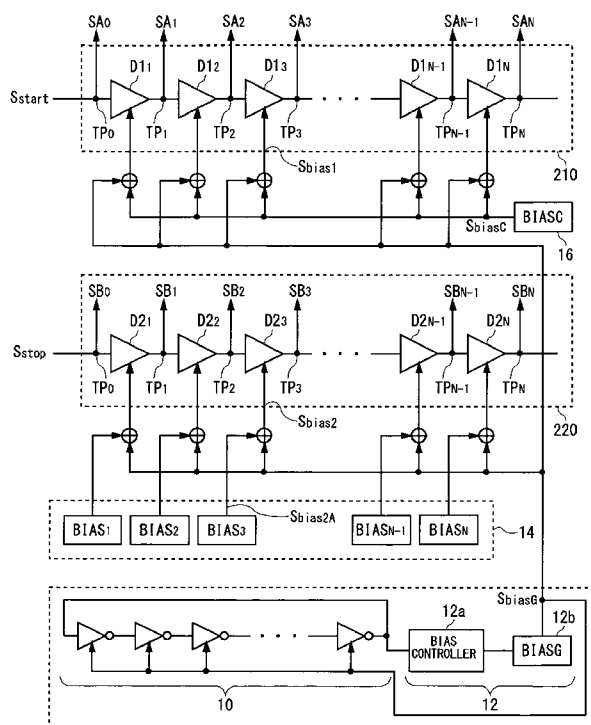 SA0 SA1 SA2 SA3 SAN-1 SAN
D11 D12 D13 D1N-1 D1N
Sstart
TP0 TP1 TP2 TP3 TPN-1 TPN
Sbias1
210
SbiasC
BIASC
16
SB0 SB1 SB2 SB3 SBN-1 SBN
D21 D22 D23 D2N-1 D2N
Sstop
TP0 TP1 TP2 TP3 TPN-1 TPN
Sbias2
220
BIAS1 BIAS2 BIAS3 BIASN-1 BIASN
Sbias2A
14
SbiasG
12a 12b
BIAS CONTROLLER
BIASG
10 12